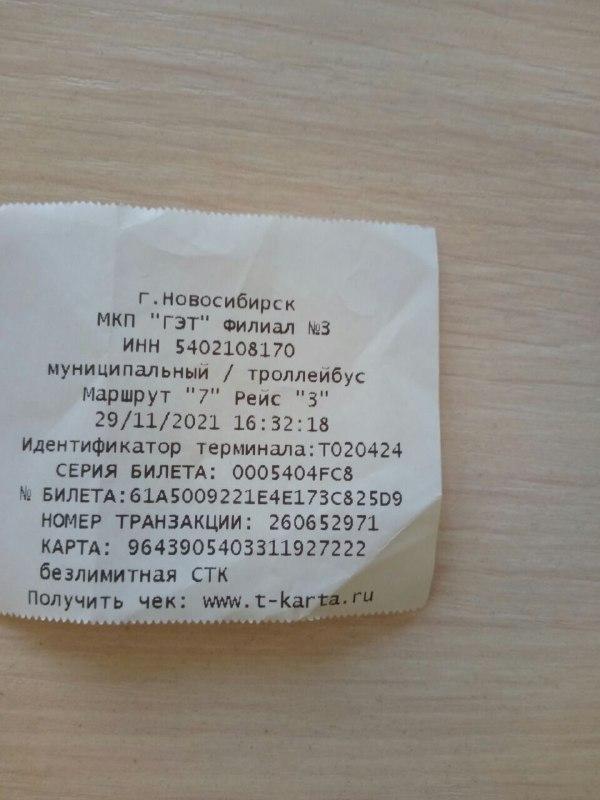 г.Новосибирск
МКП "ГЭТ" Филиал №3
ИНН 5402108170
муниципальный / троллейбус
Маршрут "7" Рейс "3"
29/11/2021 16:32:18
Идентификатор терминала:T020424
СЕРИЯ БИЛЕТА: 0005404FC8
№ БИЛЕТА:61A5009221E4E173C825D9
НОМЕР ТРАНЗАКЦИИ: 260652971
КАРТА: 9643905403311927222
безлимитная СТК
Получить чек: www.t-karta.ru